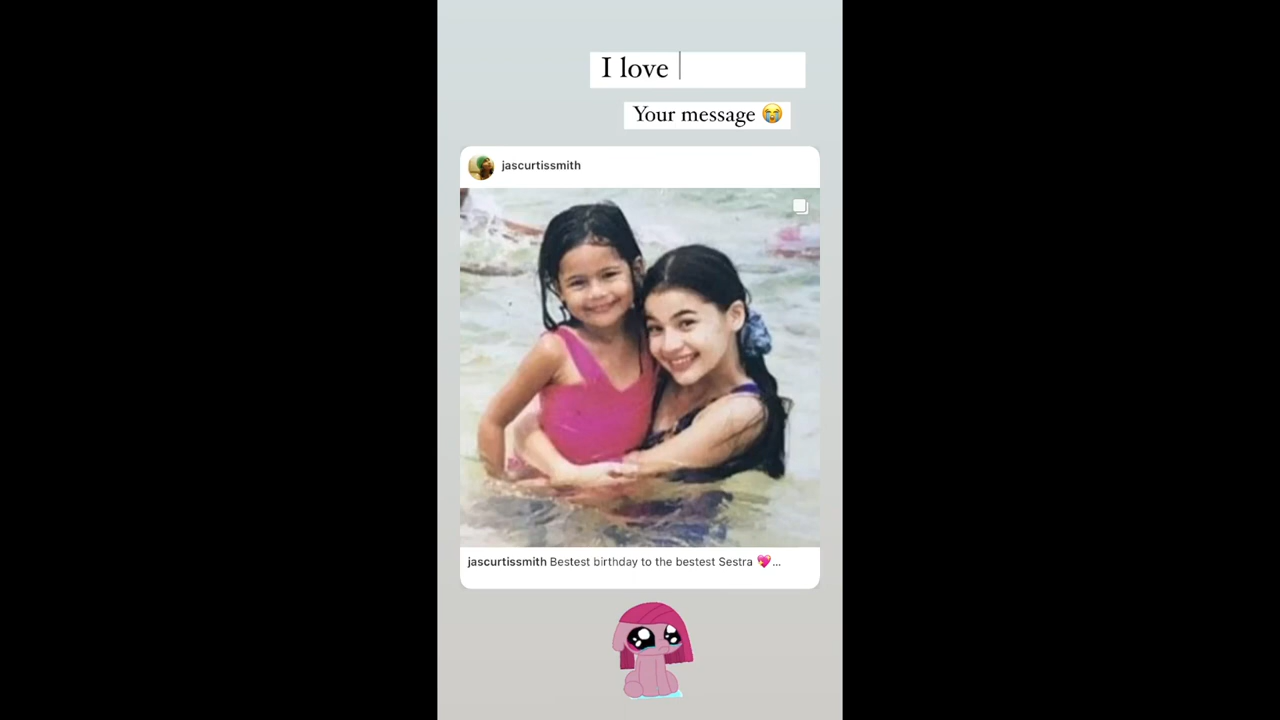 I love
Your message 😭
jascurtissmith
jascurtissmith Bestest birthday to the bestest Sestra 💖...